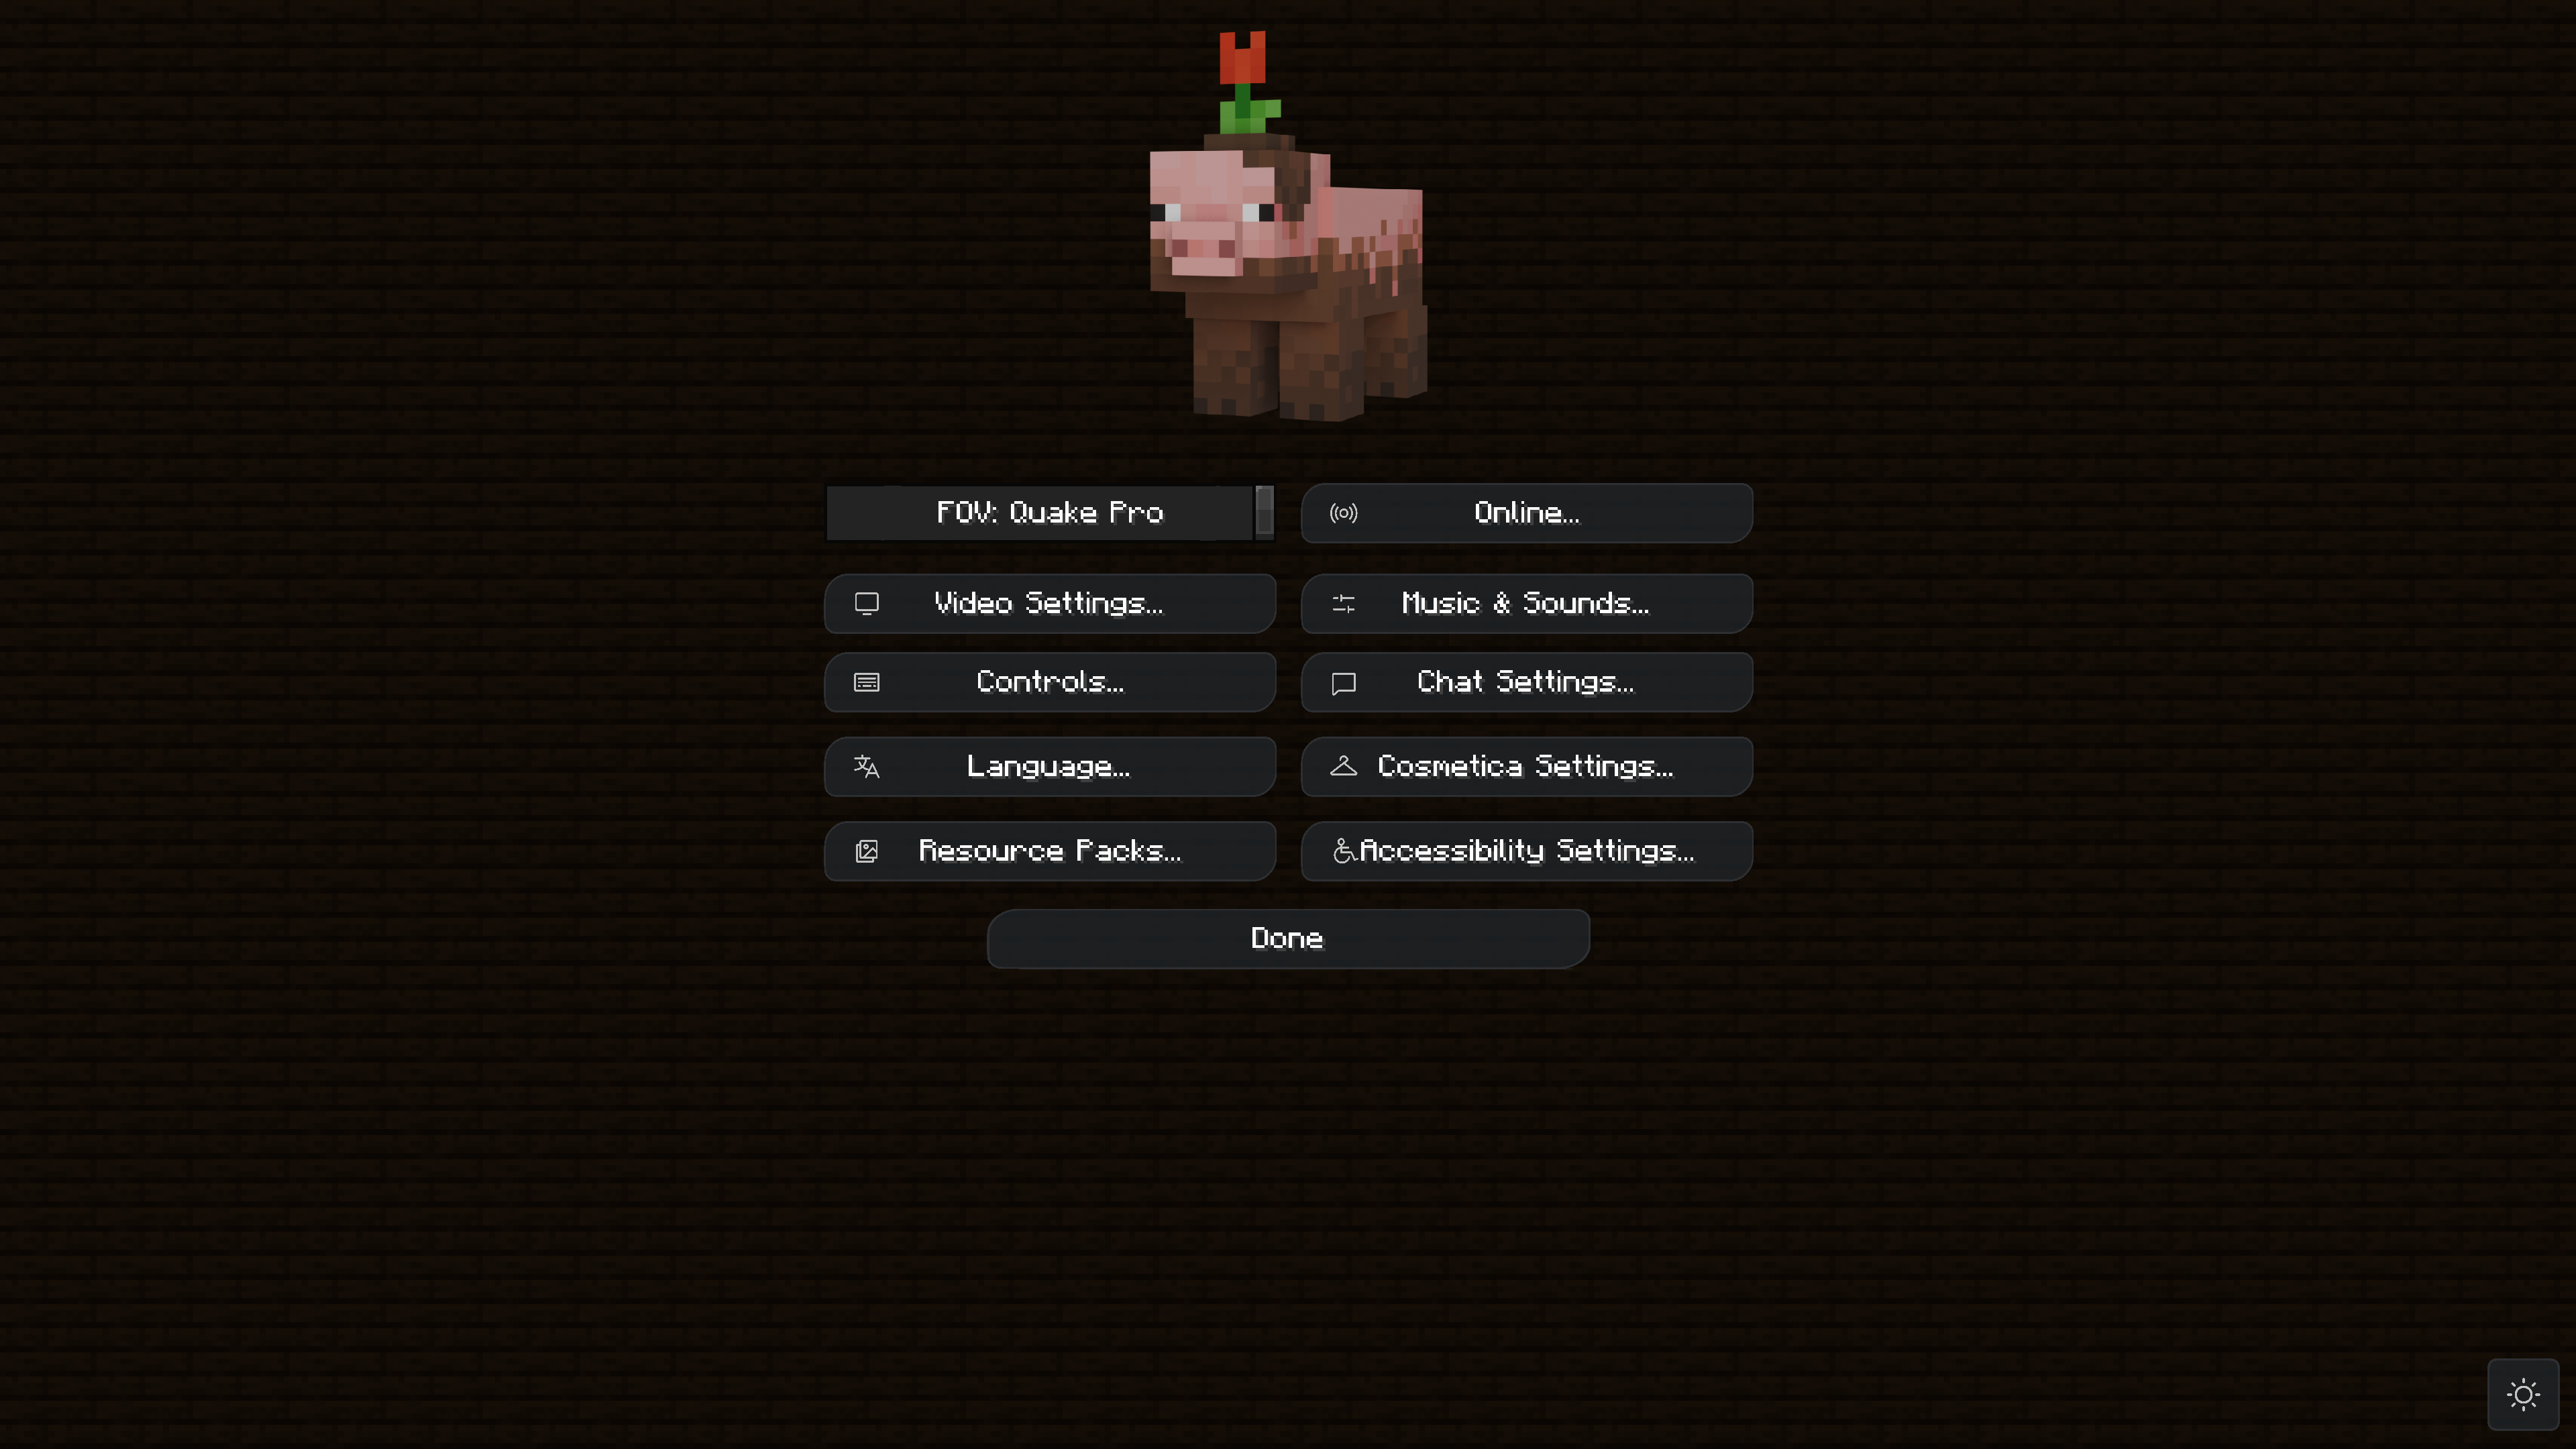 FOV: Quake Pro
Online...
Video Settings...
Music & Sounds...
Controls...
Chat Settings...
Language...
Cosmetica Settings...
Resource Packs...
Accessibility Settings...
Done